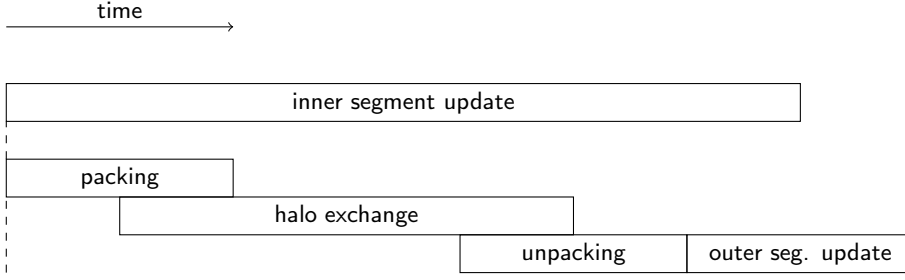 time
inner segment update
packing
halo exchange
unpacking
outer seg. update